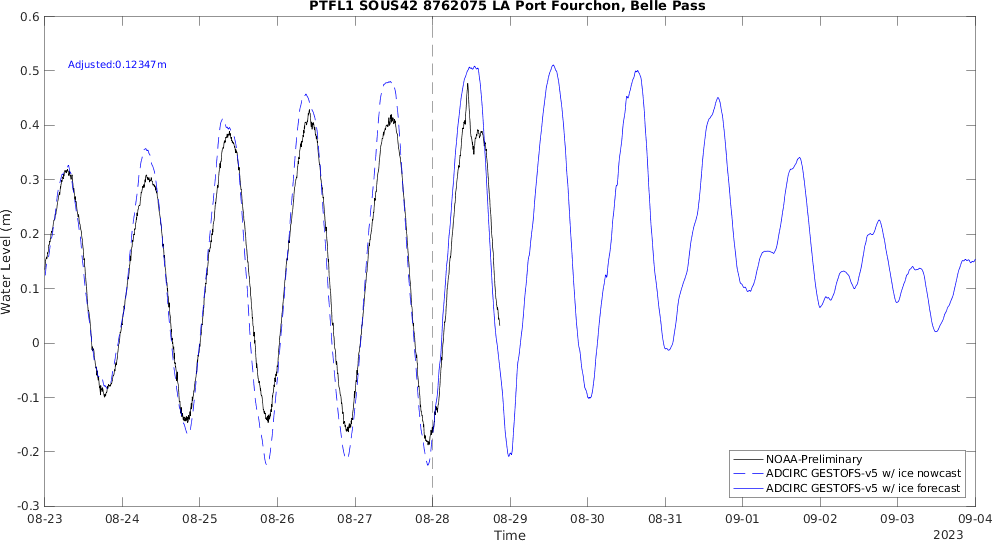 PTFL1 SOUS42 8762075 LA Port Fourchon, Belle Pass
Adjusted:0.12347m
Water Level (m)
0.6
0.5
0.4
0.3
0.2
0.1
0
-0.1
-0.2
-0.3
NOAA-Preliminary
ADCIRC GESTOFS-v5 w/ ice nowcast
ADCIRC GESTOFS-v5 w/ ice forecast
08-23 08-24 08-25 08-26 08-27 08-28 08-29 08-30 08-31 09-01 09-02 09-03 09-04
Time
2023